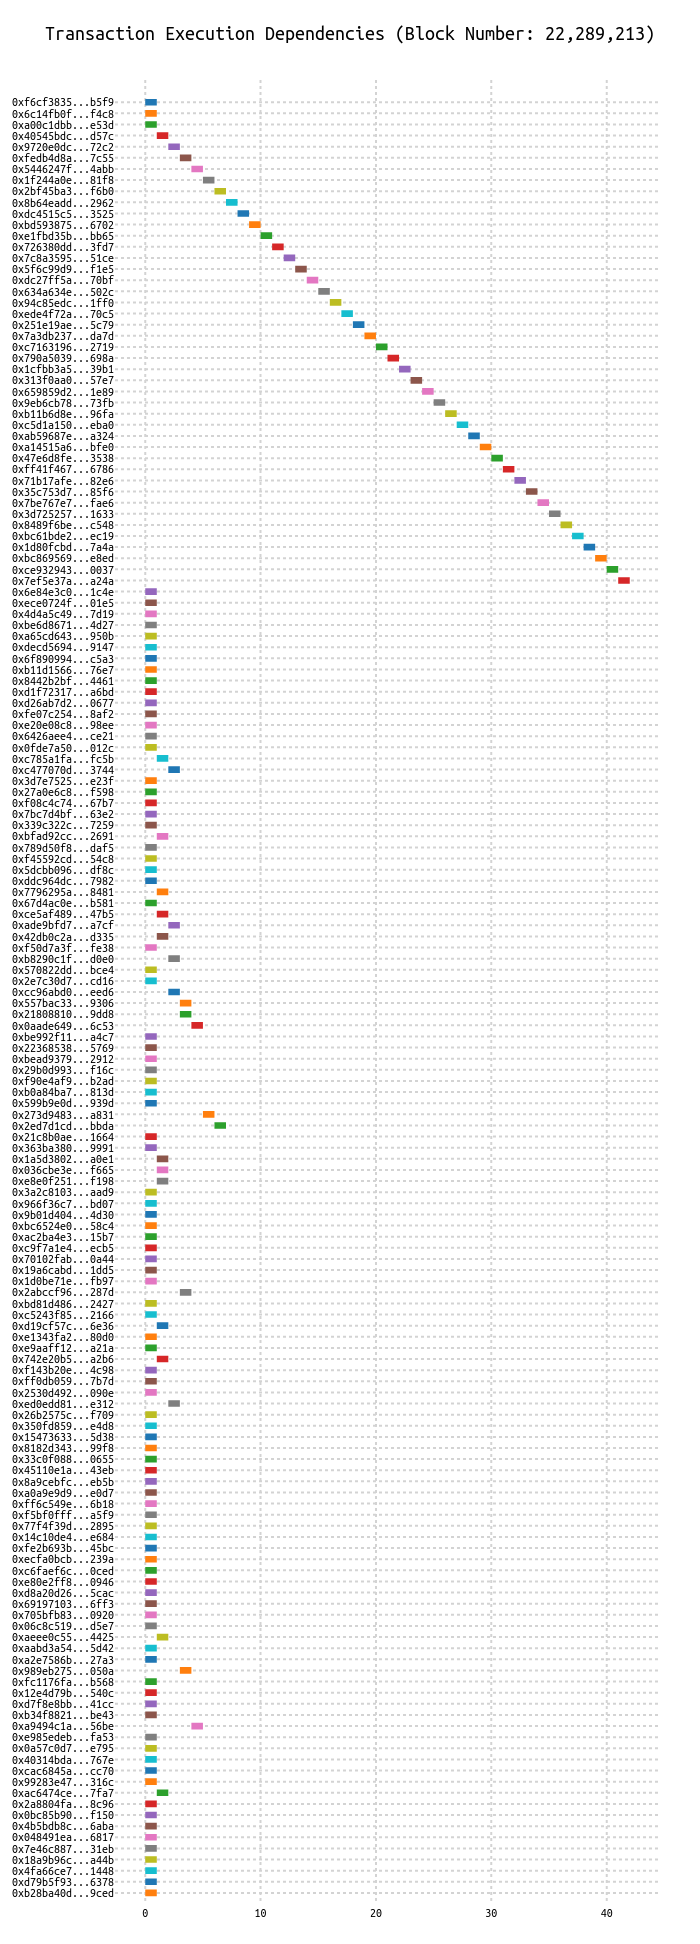 Transaction Execution Dependencies (Block Number: 22,289,213)
0xf6cf3835...b5f9
0x6c14fb0f...f4c8
0xa00c1dbb...e53d
0x40545bdc...d57c
0x9720e0dc...72c2
0xfedb4d8a...7c55
0x5446247f...4abb
0x1f244a0e...81f8
0x2bf45ba3...f6b0
0x8b64eadd...2962
0xdc4515c5...3525
0xbd593875...6702
0xe1fbd35b...bb65
0x726380dd...3fd7
0x7c8a3595...51ce
0x5f6c99d9...f1e5
0xdc27ff5a...70bf
0x634a634e...502c
0x94c85edc...1ff0
0xede4f72a...70c5
0x251e19ae...5c79
0x7a3db237...da7d
0xc7163196...2719
0x790a5039...698a
0x1cfbb3a5...39b1
0x313f0aa0...57e7
0x659859d2...1e89
0x9eb6cb78...73fb
0xb11b6d8e...96fa
0xc5d1a150...eba0
0xab59687e...a324
0xa14515a6...bfe0
0x47e6d8fe...3538
0xff41f467...6786
0x71b17afe...82e6
0x35c753d7...85f6
0x7be767e7...fae6
0x3d725257...1633
0x8489f6be...c548
0xbc61bde2...ec19
0x1d80fcbd...7a4a
0xbc869569...e8ed
0xce932943...0037
0x7ef5e37a...a24a
0x6e84e3c0...1c4e
0xece0724f...01e5
0x4d4a5c49...7d19
0xbe6d8671...4d27
0xa65cd643...950b
0xdecd5694...9147
0x6f890994...c5a3
0xb11d1566...76e7
0x8442b2bf...4461
0xd1f72317...a6bd
0xd26ab7d2...0677
0xfe07c254...8af2
0xe20e08c8...98ee
0x6426aee4...ce21
0x0fde7a50...012c
0xc785a1fa...fc5b
0xc477070d...3744
0x3d7e7525...e23f
0x27a0e6c8...f598
0xf08c4c74...67b7
0x7bc7d4bf...63e2
0x339c322c...7259
0xbfad92cc...2691
0x789d50f8...daf5
0xf45592cd...54c8
0x5dcbb096...df8c
0xddc964dc...7982
0x7796295a...8481
0x67d4ac0e...b581
0xce5af489...47b5
0xade9bfd7...a7cf
0x42db0c2a...d335
0xf50d7a3f...fe38
0xb8290c1f...d0e0
0x570822dd...bce4
0x2e7c30d7...cd16
0xcc96abd0...eed6
0x557bac33...9306
0x21808810...9dd8
0x0aade649...6c53
0xbe992f11...a4c7
0x22368538...5769
0xbead9379...2912
0x29b0d993...f16c
0xf90e4af9...b2ad
0xb0a84ba7...813d
0x599b9e0d...939d
0x273d9483...a831
0x2ed7d1cd...bbda
0x21c8b0ae...1664
0x363ba380...9991
0x1a5d3802...a0e1
0x036cbe3e...f665
0xe8e0f251...f198
0x3a2c8103...aad9
0x966f36c7...bd07
0x9b01d404...4d30
0xbc6524e0...58c4
0xac2ba4e3...15b7
0xc9f7a1e4...ecb5
0x70102fab...0a44
0x19a6cabd...1dd5
0x1d0be71e...fb97
0x2abccf96...287d
0xbd81d486...2427
0xc5243f85...2166
0xd19cf57c...6e36
0xe1343fa2...80d0
0xe9aaff12...a21a
0x742e20b5...a2b6
0xf143b20e...4c98
0xff0db059...7b7d
0x2530d492...090e
0xed0edd81...e312
0x26b2575c...f709
0x350fd859...e4d8
0x15473633...5d38
0x8182d343...99f8
0x33c0f088...0655
0x45110e1a...43eb
0x8a9cebfc...eb5b
0xa0a9e9d9...e0d7
0xff6c549e...6b18
0xf5bf0fff...a5f9
0x77f4f39d...2895
0x14c10de4...e684
0xfe2b693b...45bc
0xecfa0bcb...239a
0xc6faef6c...0ced
0xe80e2ff8...0946
0xd8a20d26...5cac
0x69197103...6ff3
0x705bfb83...0920
0x06c8c519...d5e7
0xaeee0c55...4425
0xaabd3a54...5d42
0xa2e7586b...27a3
0x989eb275...050a
0xfc1176fa...b568
0x12e4d79b...540c
0xd7f8e8bb...41cc
0xb34f8821...be43
0xa9494c1a...56be
0xe985edeb...fa53
0x0a57c0d7...e795
0x40314bda...767e
0xcac6845a...cc70
0x99283e47...316c
0xac6474ce...7fa7
0x2a8804fa...8c96
0x0bc85b90...f150
0x4b5bdb8c...6aba
0x048491ea...6817
0x7e46c887...31eb
0x18a9b96c...a44b
0x4fa66ce7...1448
0xd79b5f93...6378
0xb28ba40d...9ced
0 10 20 30 40